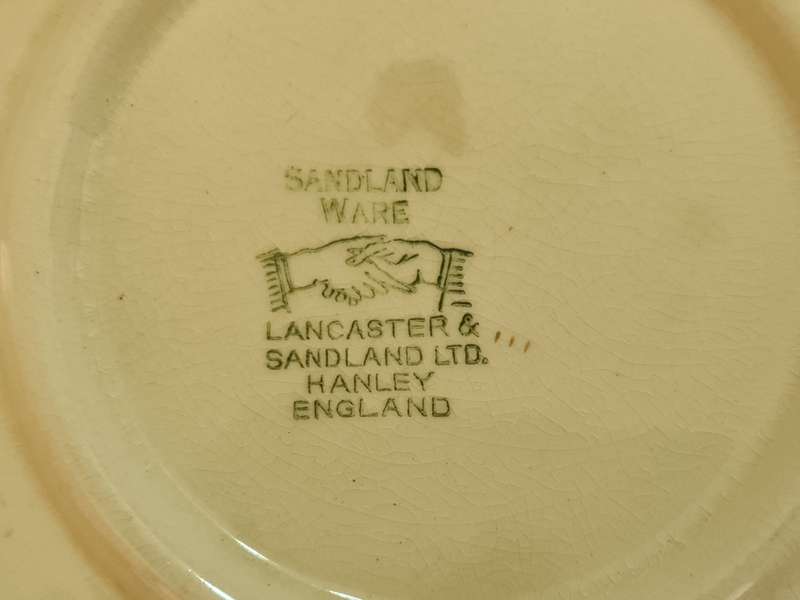 SANDLAND
WARE
LANCASTER &
SANDLAND LTD.
HANLEY
ENGLAND